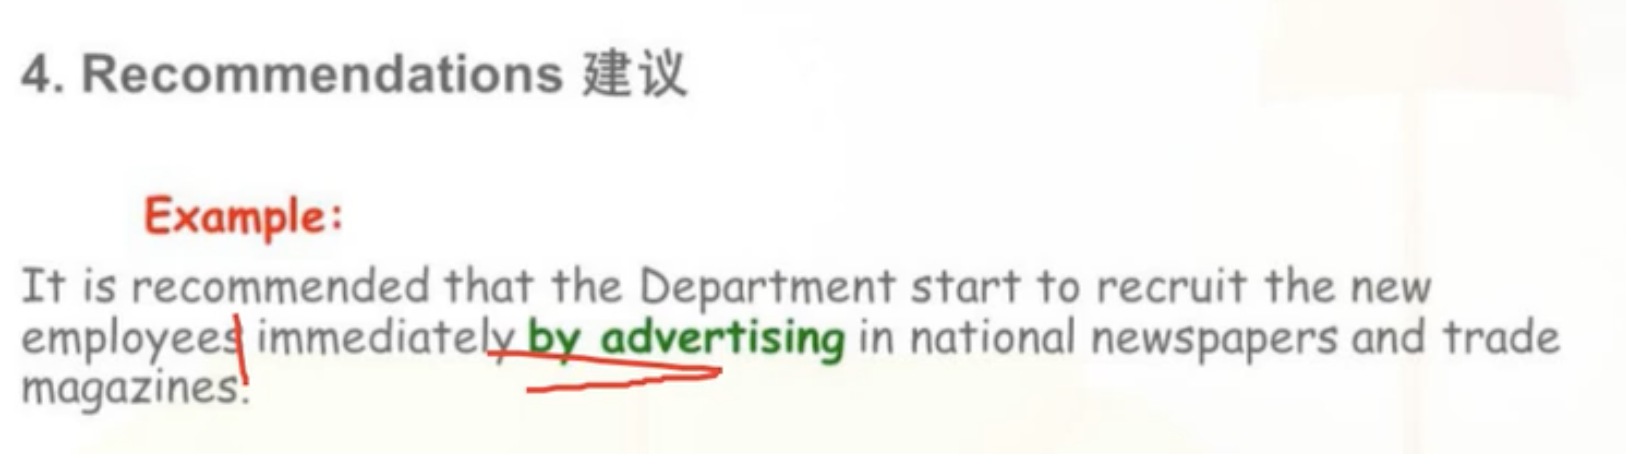 4. Recommendations 建议
Example:
It is recommended that the Department start to recruit the new
employees immediately by advertising in national newspapers and trade
magazines.